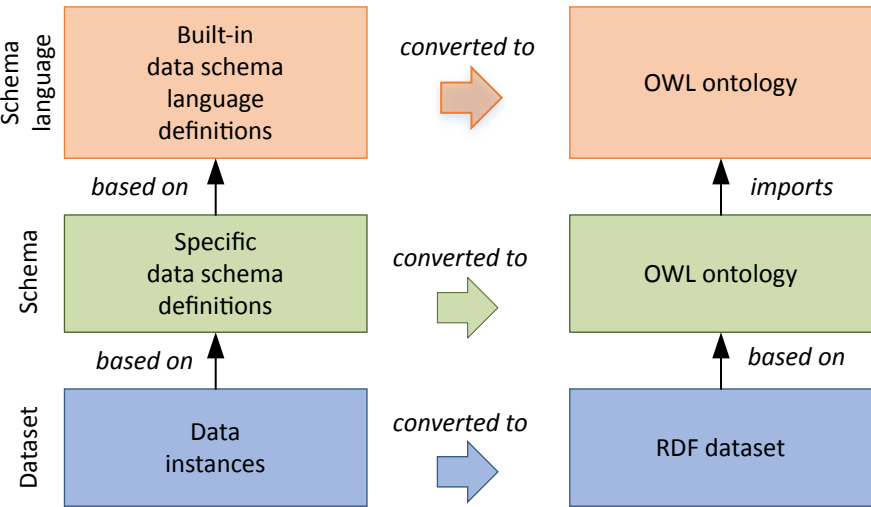 Schema
language
Built-in
data schema
language
definitions
converted to
OWL ontology
based on
imports
Schema
Specific
data schema
definitions
converted to
OWL ontology
based on
based on
Dataset
Data
instances
converted to
RDF dataset